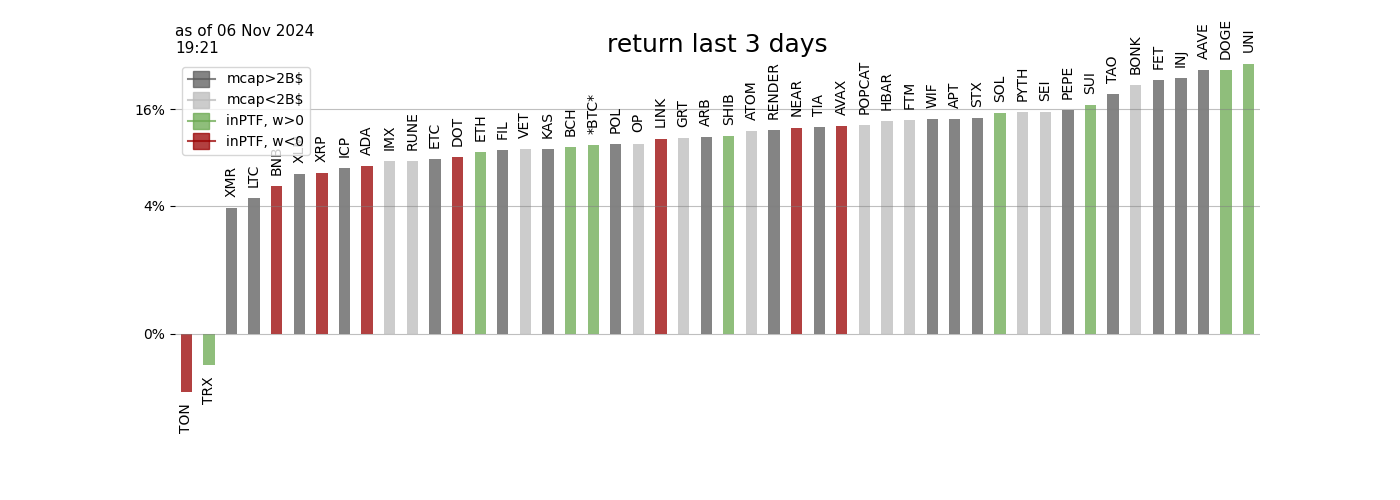 as of 06 Nov 2024
19:21
return last 3 days
mcap>2B$
mcap<2B$
inPTF, w>0
inPTF, w<0
16%
4%
0%
TON
TRX
XMR
LTC
BNB
XRP
ICP
ADA
IMX
RUNE
ETC
DOT
ETH
FIL
VET
KAS
BCH
*BTC*
POL
OP
LINK
GRT
ARB
SHIB
ATOM
RENDER
NEAR
TIA
AVAX
POPCAT
HBAR
FTM
WIF
APT
STX
SOL
PYTH
SEI
PEPE
SUI
TAO
BONK
FET
INJ
AAVE
DOGE
UNI